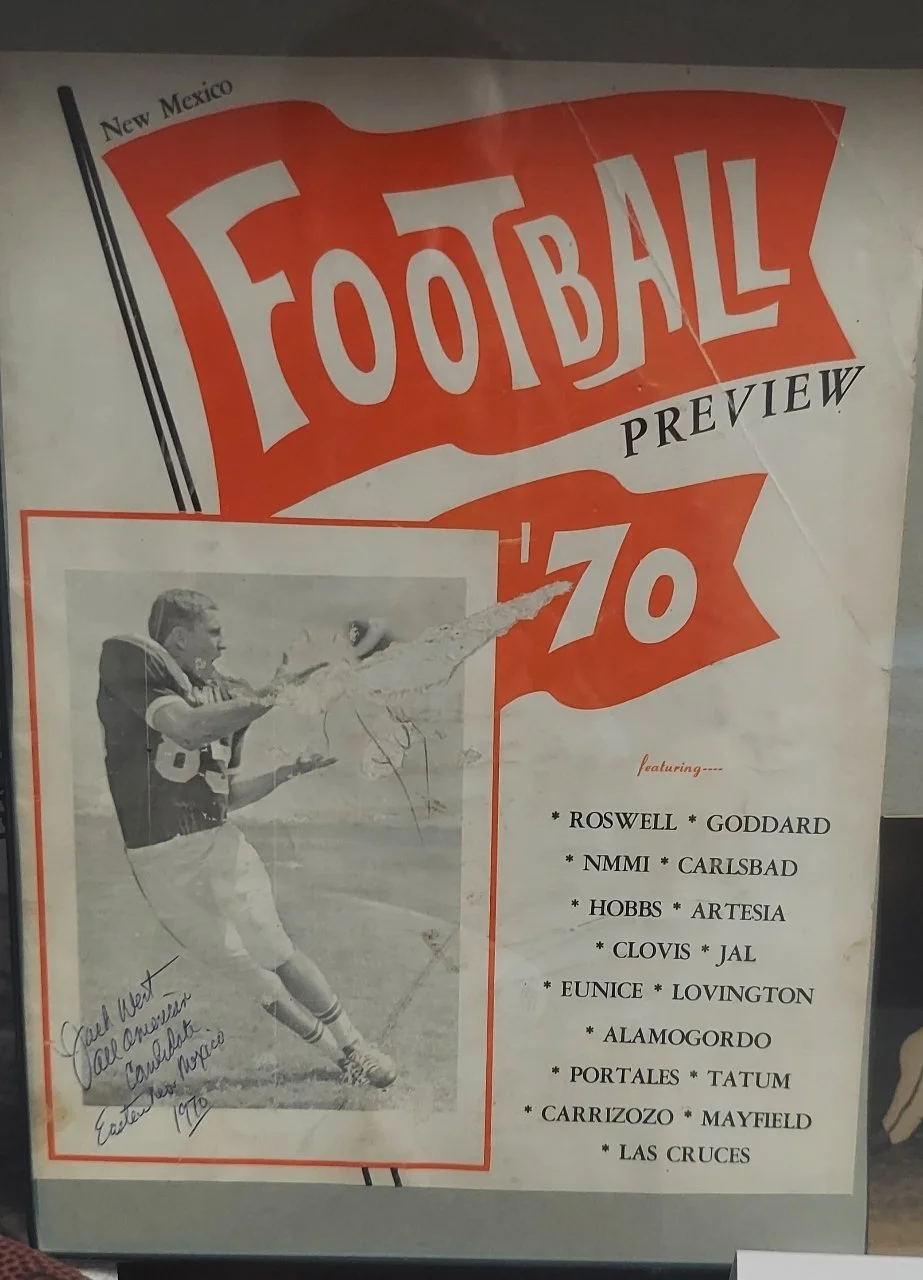 New Mexico
FOOTBALL
PREVIEW
'70
featuring----
* ROSWELL * GODDARD
* NMMI * CARLSBAD
* HOBBS * ARTESIA
* CLOVIS * JAL
* EUNICE * LOVINGTON
* ALAMOGORDO
* PORTALES * TATUM
* CARRIZOZO * MAYFIELD
* LAS CRUCES
83
Jack West
All American
Candidate
Eastern New Mexico
1970